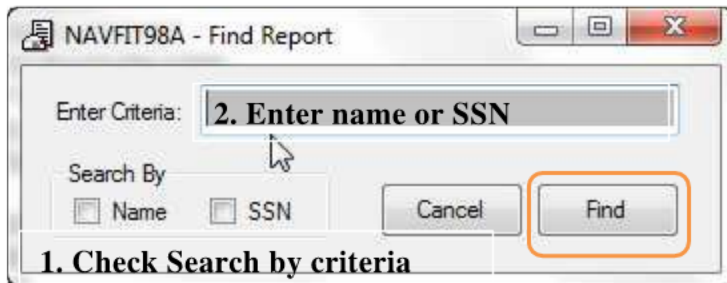 NAVFIT98A - Find Report
Enter Criteria: 2. Enter name or SSN
Search By
Name SSN Cancel Find
1. Check Search by criteria